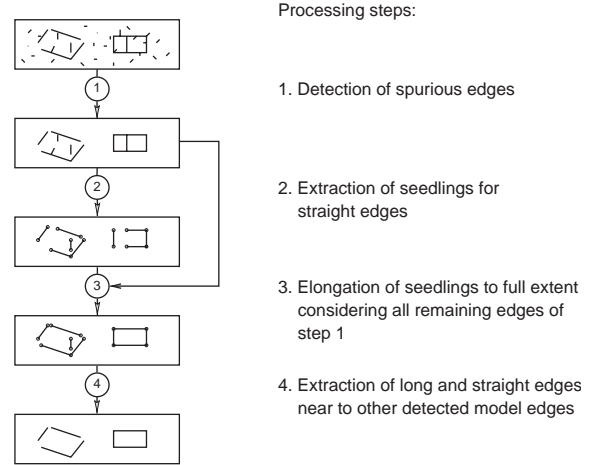 Processing steps:
1
1. Detection of spurious edges
2
2. Extraction of seedlings for
straight edges
3
3. Elongation of seedlings to full extent
considering all remaining edges of
step 1
4
4. Extraction of long and straight edges
near to other detected model edges